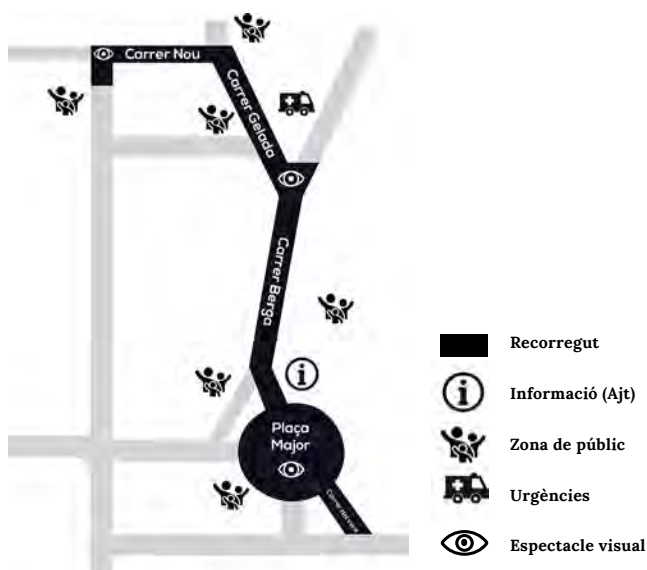 Carrer Nou
Carrer Gelada
Carrer Berga
Plaça
Major
Recorregut
Informació (Ajt)
Zona de públic
Urgències
Espectacle visual